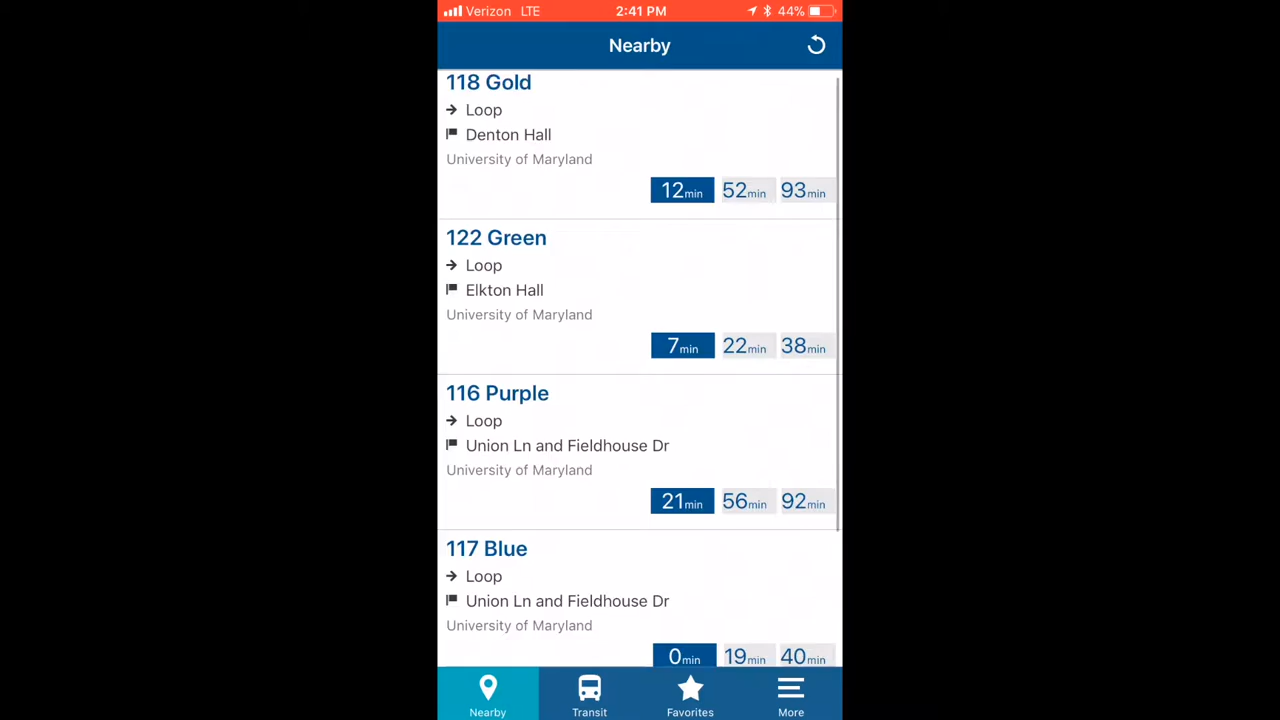 Verizon LTE 2:41 PM 44%
Nearby
118 Gold
Loop
Denton Hall
University of Maryland
12min 52min 93min
122 Green
Loop
Elkton Hall
University of Maryland
7min 22min 38min
116 Purple
Loop
Union Ln and Fieldhouse Dr
University of Maryland
21min 56min 92min
117 Blue
Loop
Union Ln and Fieldhouse Dr
University of Maryland
0min 19min 40min
Nearby Transit Favorites More